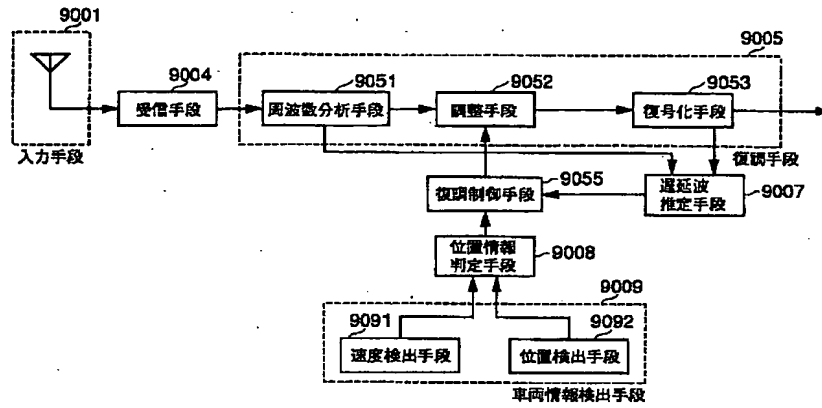 9001
9005
9004
9051
9052
9053
受信手段
周波数分析手段
調整手段
復号化手段
入力手段
復調手段
9055
復調制御手段
遅延波
推定手段
9007
位置情報
判定手段
9008
9009
9091
9092
速度検出手段
位置検出手段
車両情報検出手段